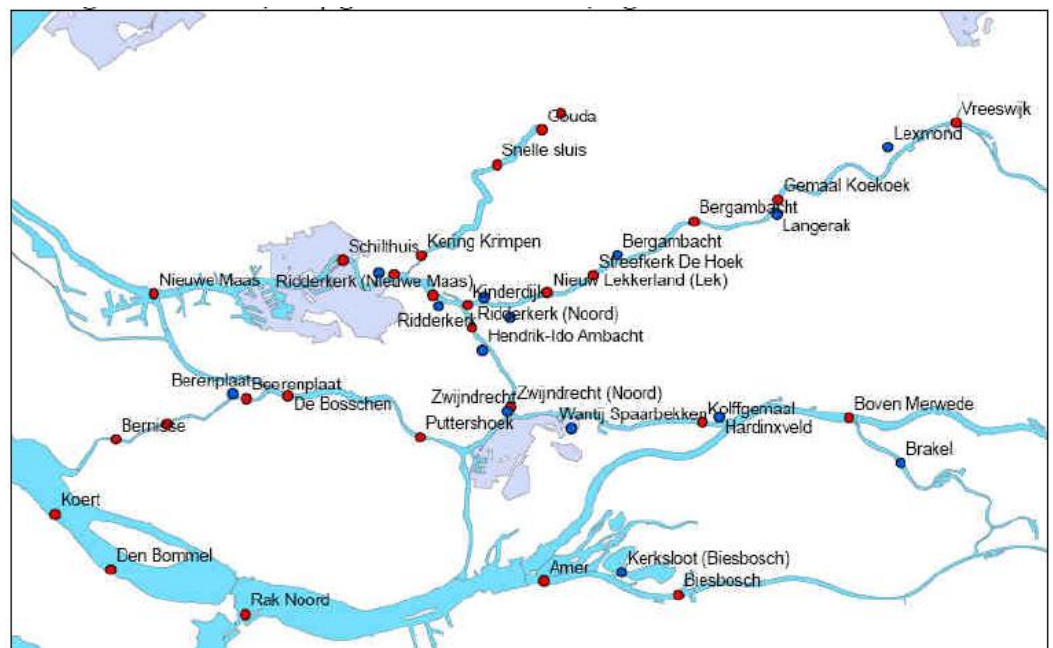 Vreeswijk
Gouda
Lexmond
Snelle sluis
Gemaal Koekoek
Bergambacht
Langerak
Schilthuis
Kering Krimpen
Bergambacht
Streefkerk De Hoek
Nieuwe Maas
Ridderkerk (Nieuwe Maas)
Kinderdijk
Nieuw Lekkerland (Lek)
Ridderkerk
Ridderkerk (Noord)
Hendrik-Ido Ambacht
Berenplaat
Beerenplaat
De Bosschen
Zwijndrecht
Zwijndrecht (Noord)
Bernisse
Puttershoek
Wantij Spaarbekken
Kolffgemaal
Hardinxveld
Boven Merwede
Brakel
Koert
Den Bommel
Amer
Kerksloot (Biesbosch)
Biesbosch
Rak Noord